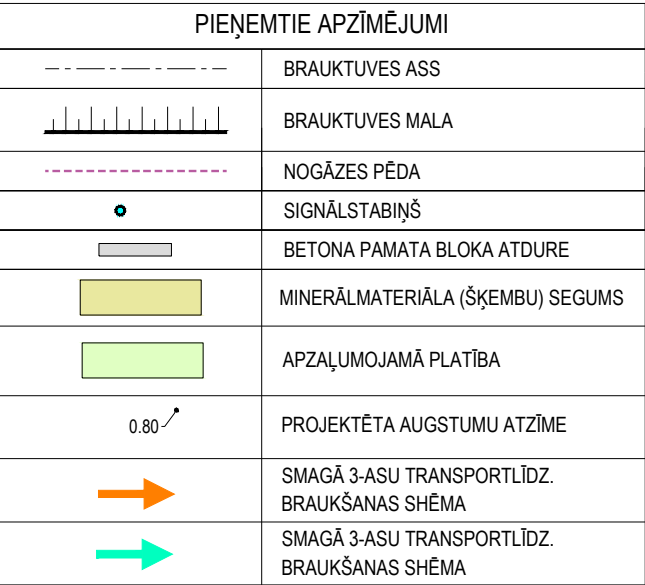 PIEŅEMTIE APZĪMĒJUMI
BRAUKTUVES ASS
BRAUKTUVES MALA
NOGĀZES PĒDA
SIGNĀLSTABIŅŠ
BETONA PAMATA BLOKA ATDURE
MINERĀLMATERIĀLA (ŠĶEMBU) SEGUMS
APZAĻUMOJAMĀ PLATĪBA
0.80
PROJEKTĒTA AUGSTUMU ATZĪME
SMAGĀ 3-ASU TRANSPORTLĪDZ.
BRAUKŠANAS SHĒMA
SMAGĀ 3-ASU TRANSPORTLĪDZ.
BRAUKŠANAS SHĒMA